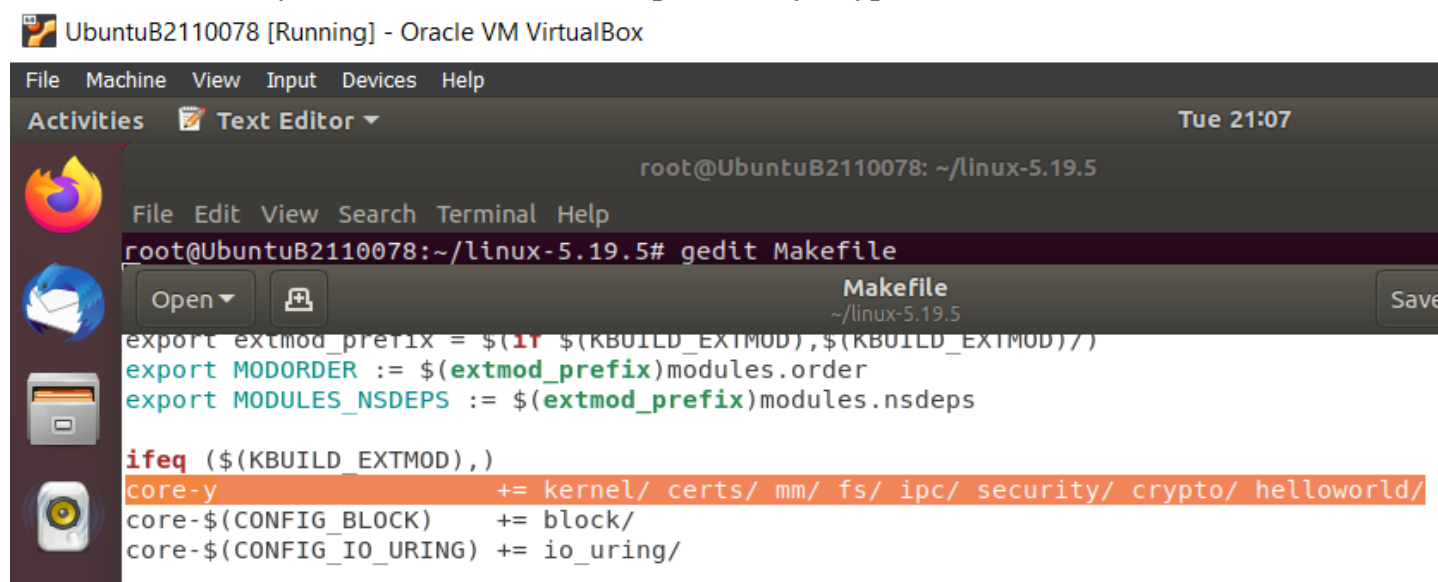 UbuntuB2110078 [Running] - Oracle VM VirtualBox
File Machine View Input Devices Help
Activities Text Editor Tue 21:07
root@UbuntuB2110078: ~/linux-5.19.5
File Edit View Search Terminal Help
root@UbuntuB2110078:~/linux-5.19.5# gedit Makefile
Open Makefile Save
~/linux-5.19.5
export extmod_prefix = $(if $(KBUILD_EXTMOD),$(KBUILD_EXTMOD)/)
export MODORDER := $(extmod_prefix)modules.order
export MODULES_NSDEPS := $(extmod_prefix)modules.nsdeps
ifeq ($(KBUILD_EXTMOD),)
core-y += kernel/ certs/ mm/ fs/ ipc/ security/ crypto/ helloworld/
core-$(CONFIG_BLOCK) += block/
core-$(CONFIG_IO_URING) += io_uring/